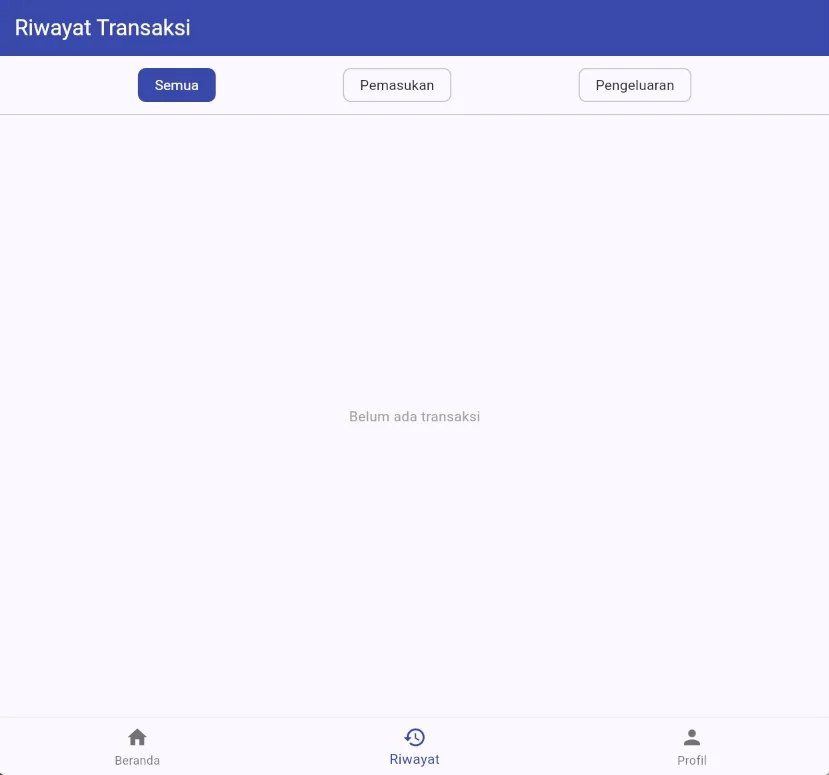 Riwayat Transaksi
Semua
Pemasukan
Pengeluaran
Belum ada transaksi
Beranda
Riwayat
Profil